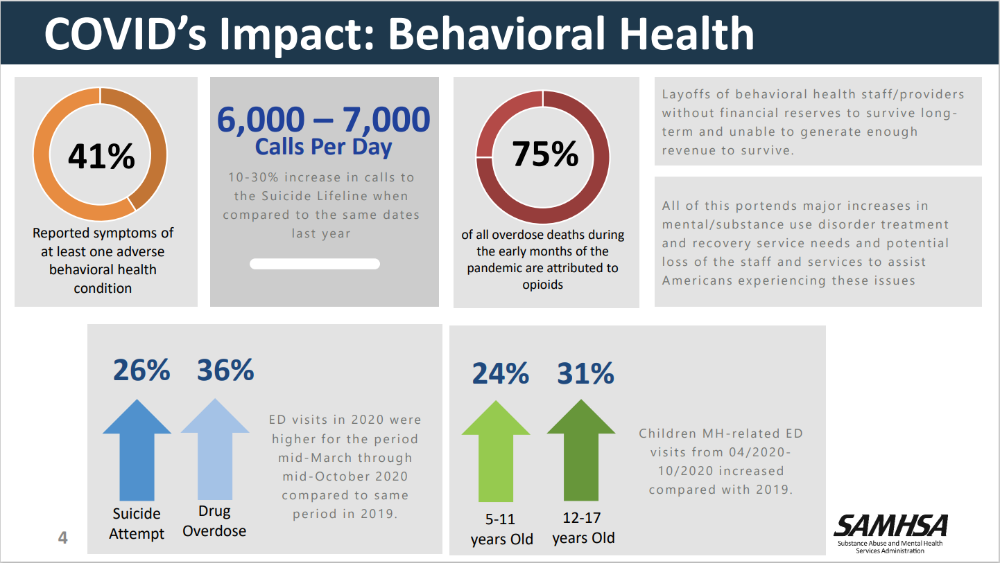 COVID’s Impact: Behavioral Health
41%
Reported symptoms of
at least one adverse
behavioral health
condition
6,000 – 7,000
Calls Per Day
10-30% increase in calls to
the Suicide Lifeline when
compared to the same dates
last year
75%
of all overdose deaths during
the early months of the
pandemic are attributed to
opioids
Layoffs of behavioral health staff/providers
without financial reserves to survive long-
term and unable to generate enough
revenue to survive.
All of this portends major increases in
mental/substance use disorder treatment
and recovery service needs and potential
loss of the staff and services to assist
Americans experiencing these issues
26%
36%
Suicide
Attempt
Drug
Overdose
ED visits in 2020 were
higher for the period
mid-March through
mid-October 2020
compared to same
period in 2019.
24%
31%
5-11
years Old
12-17
years Old
Children MH-related ED
visits from 04/2020-
10/2020 increased
compared with 2019.
4
SAMHSA
Substance Abuse and Mental Health
Services Administration